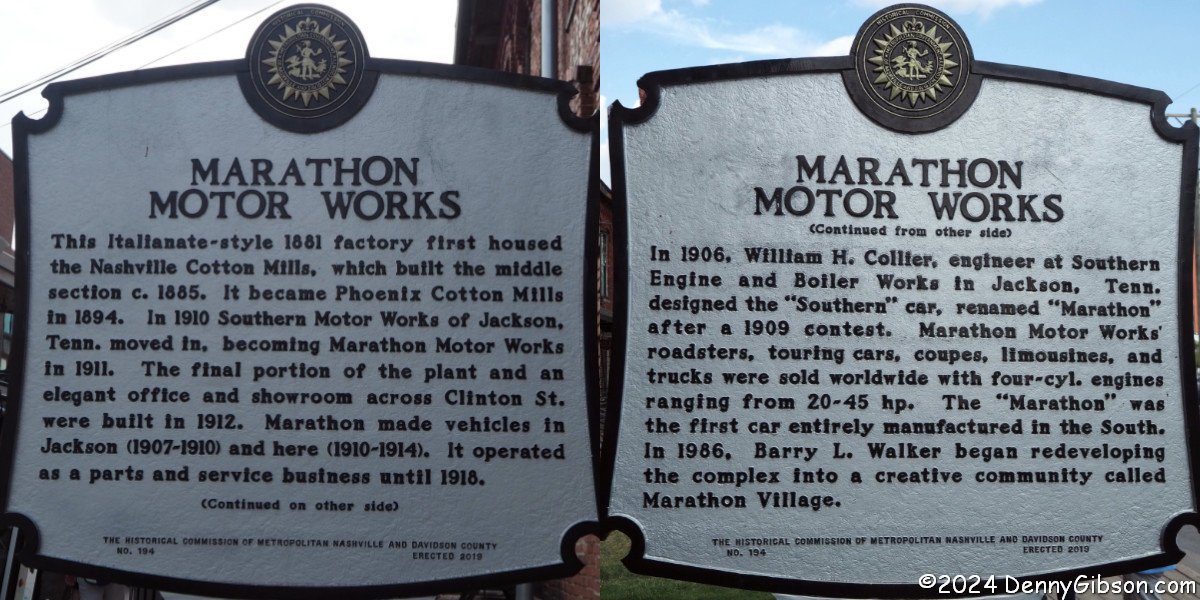 HISTORICAL COMMISSION
MARATHON
MOTOR WORKS
This Italianate-style 1881 factory first housed
the Nashville Cotton Mills, which built the middle
section c. 1885. It became Phoenix Cotton Mills
in 1894. In 1910 Southern Motor Works of Jackson,
Tenn. moved in, becoming Marathon Motor Works
in 1911. The final portion of the plant and an
elegant office and showroom across Clinton St.
were built in 1912. Marathon made vehicles in
Jackson (1907-1910) and here (1910-1914). It operated
as a parts and service business until 1918.
(Continued on other side)
THE HISTORICAL COMMISSION OF METROPOLITAN NASHVILLE AND DAVIDSON COUNTY
NO. 194 ERECTED 2019
HISTORICAL COMMISSION
MARATHON
MOTOR WORKS
(Continued from other side)
In 1906, William H. Collier, engineer at Southern
Engine and Boiler Works in Jackson, Tenn.
designed the "Southern" car, renamed "Marathon"
after a 1909 contest. Marathon Motor Works'
roadsters, touring cars, coupes, limousines, and
trucks were sold worldwide with four-cyl. engines
ranging from 20-45 hp. The "Marathon" was
the first car entirely manufactured in the South.
In 1986, Barry L. Walker began redeveloping
the complex into a creative community called
Marathon Village.
THE HISTORICAL COMMISSION OF METROPOLITAN NASHVILLE AND DAVIDSON COUNTY
NO. 194 ERECTED 2019
©2024 DennyGibson.com